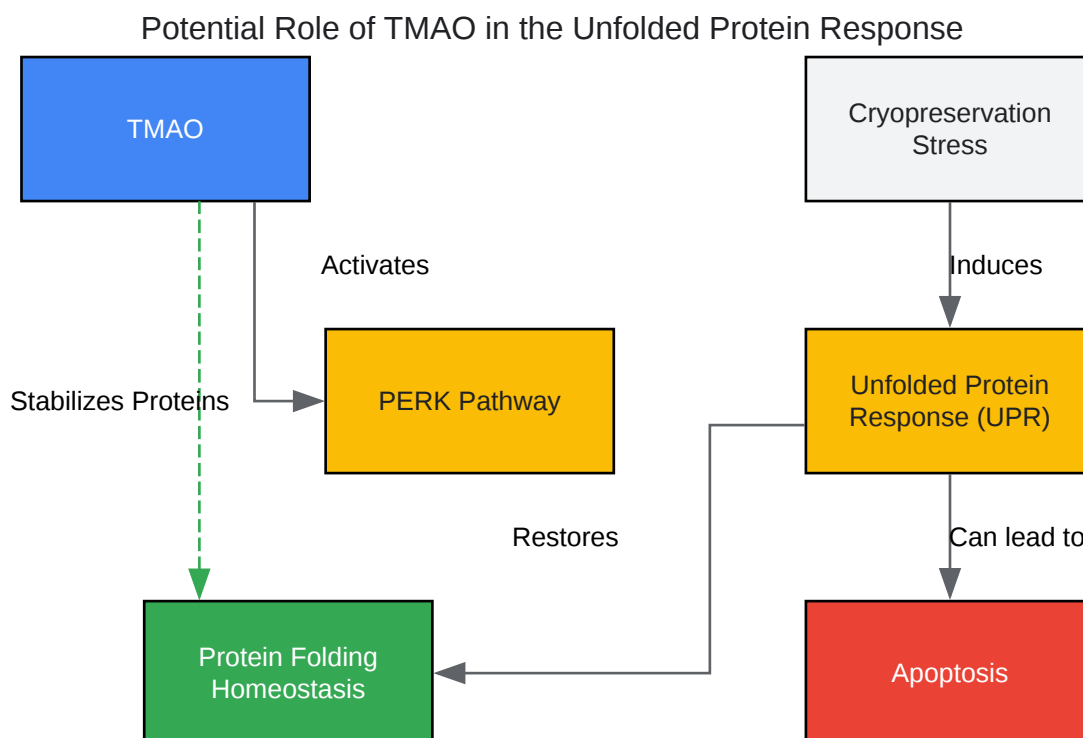 Potential Role of TMAO in the Unfolded Protein Response
TMAO
Cryopreservation
Stress
Activates
Induces
Stabilizes Proteins
PERK Pathway
Unfolded Protein
Response (UPR)
Restores
Can lead to
Protein Folding
Homeostasis
Apoptosis